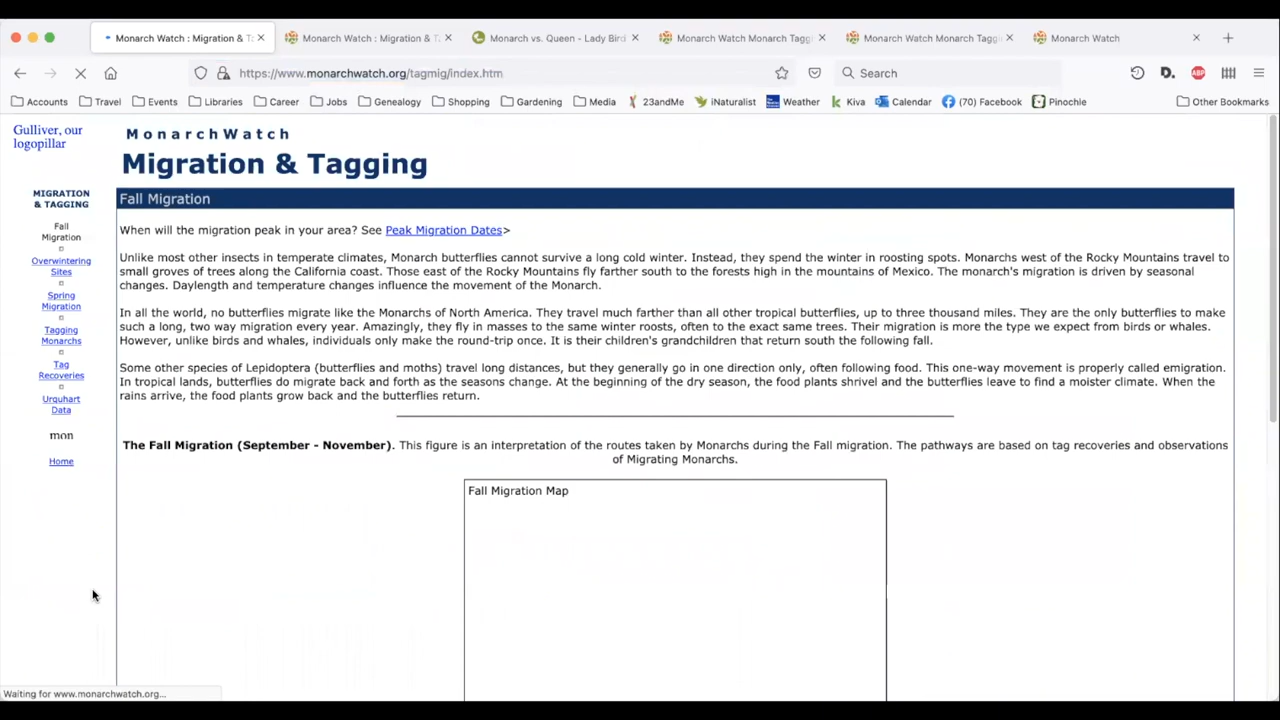 Monarch Watch : Migration & Ta
Monarch Watch : Migration & T
Monarch vs. Queen - Lady Bird
Monarch Watch Monarch Taggi
Monarch Watch Monarch Taggi
Monarch Watch
https://www.monarchwatch.org/tagmig/index.htm
Search
D.
ABP
Accounts
Travel
Events
Libraries
Career
Jobs
Genealogy
Shopping
Gardening
Media
23andMe
iNaturalist
Weather
Kiva
Calendar
(70) Facebook
Pinochle
Other Bookmarks
Gulliver, our
logopillar
MonarchWatch
Migration & Tagging
MIGRATION
& TAGGING
Fall
Migration
Overwintering
Sites
Spring
Migration
Tagging
Monarchs
Tag
Recoveries
Urquhart
Data
mon
Home
Fall Migration
When will the migration peak in your area? See Peak Migration Dates>
Unlike most other insects in temperate climates, Monarch butterflies cannot survive a long cold winter. Instead, they spend the winter in roosting spots. Monarchs west of the Rocky Mountains travel to
small groves of trees along the California coast. Those east of the Rocky Mountains fly farther south to the forests high in the mountains of Mexico. The monarch's migration is driven by seasonal
changes. Daylength and temperature changes influence the movement of the Monarch.
In all the world, no butterflies migrate like the Monarchs of North America. They travel much farther than all other tropical butterflies, up to three thousand miles. They are the only butterflies to make
such a long, two way migration every year. Amazingly, they fly in masses to the same winter roosts, often to the exact same trees. Their migration is more the type we expect from birds or whales.
However, unlike birds and whales, individuals only make the round-trip once. It is their children's grandchildren that return south the following fall.
Some other species of Lepidoptera (butterflies and moths) travel long distances, but they generally go in one direction only, often following food. This one-way movement is properly called emigration.
In tropical lands, butterflies do migrate back and forth as the seasons change. At the beginning of the dry season, the food plants shrivel and the butterflies leave to find a moister climate. When the
rains arrive, the food plants grow back and the butterflies return.
The Fall Migration (September - November). This figure is an interpretation of the routes taken by Monarchs during the Fall migration. The pathways are based on tag recoveries and observations
of Migrating Monarchs.
Fall Migration Map
Waiting for www.monarchwatch.org...